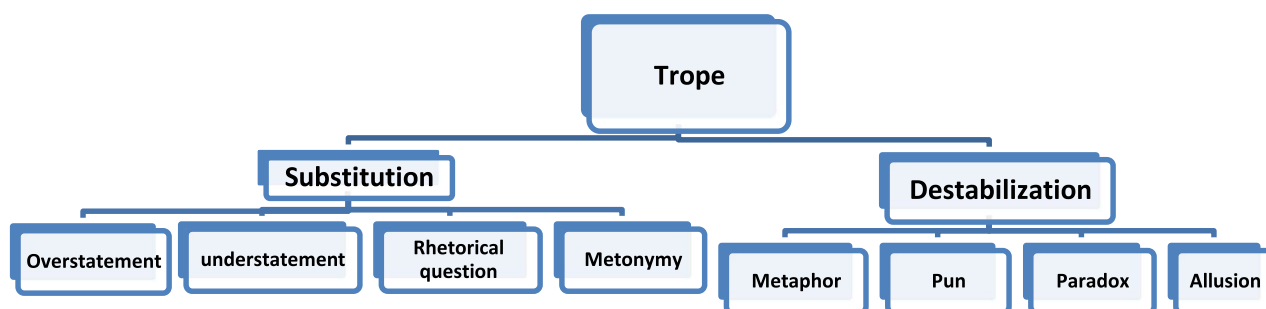 Trope
Substitution
Destabilization
Overstatement
understatement
Rhetorical
question
Metonymy
Metaphor
Pun
Paradox
Allusion